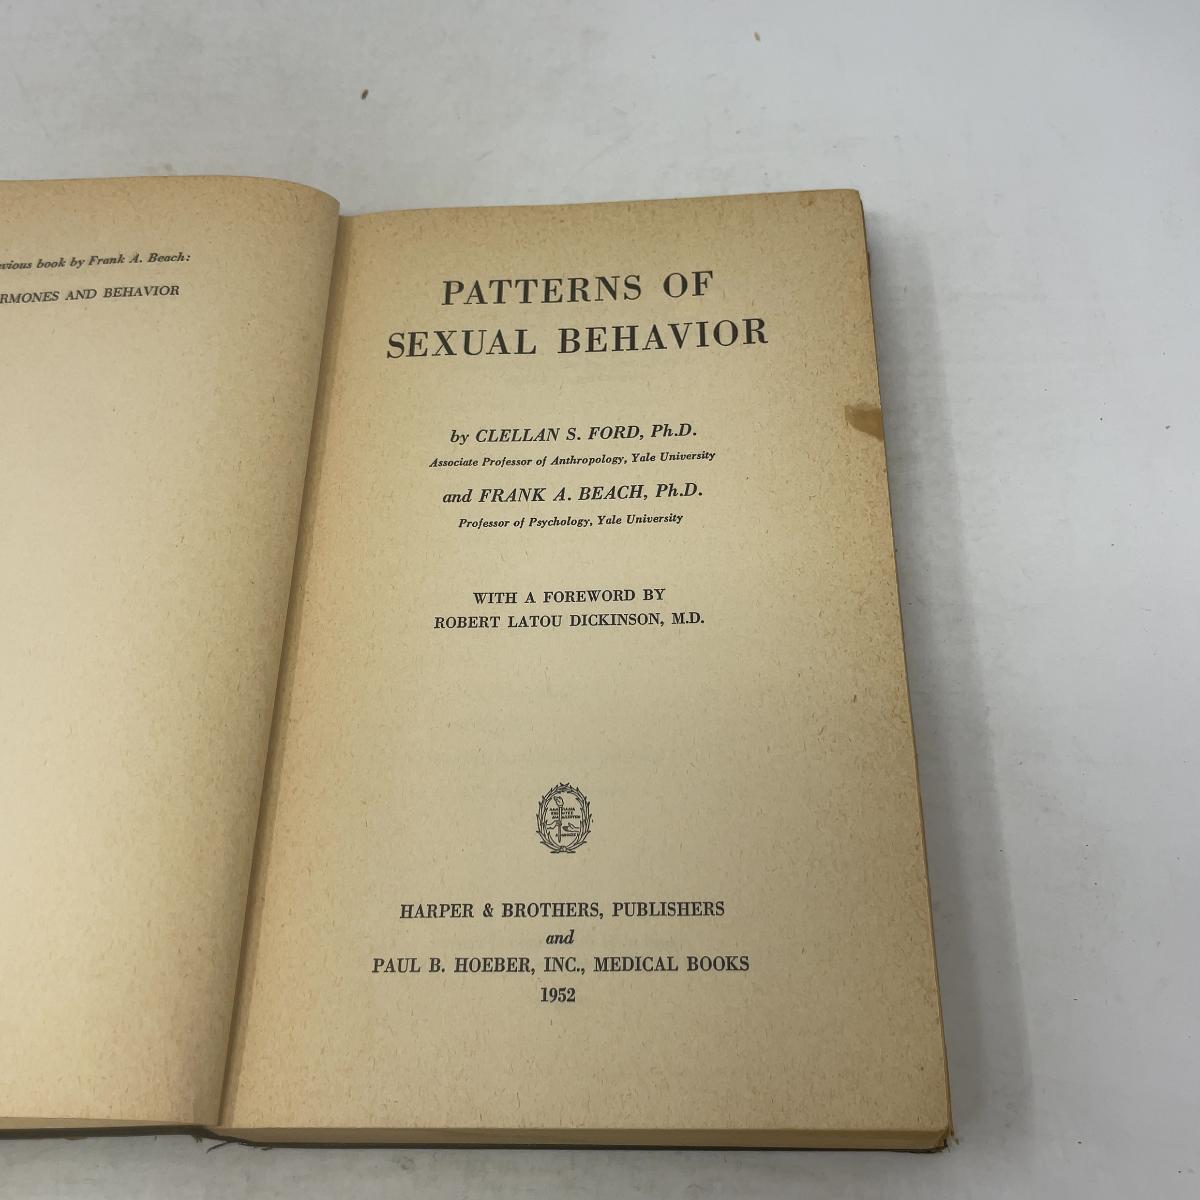 evious book by Frank A. Beach:
RMONES AND BEHAVIOR
PATTERNS OF
SEXUAL BEHAVIOR
by CLELLAN S. FORD, Ph.D.
Associate Professor of Anthropology, Yale University
and FRANK A. BEACH, Ph.D.
Professor of Psychology, Yale University
WITH A FOREWORD BY
ROBERT LATOU DICKINSON, M.D.
HARPER & BROTHERS, PUBLISHERS
and
PAUL B. HOEBER, INC., MEDICAL BOOKS
1952